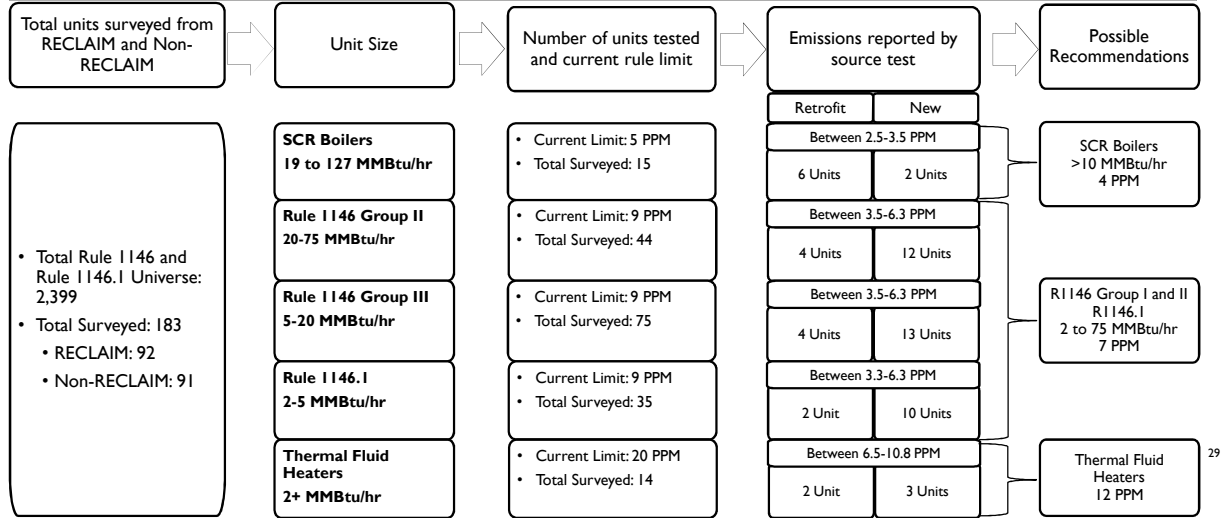 Total units surveyed from
RECLAIM and Non-
RECLAIM
Unit Size
Number of units tested
and current rule limit
Emissions reported by
source test
Possible
Recommendations
Retrofit
New
• Total Rule 1146 and
Rule 1146.1 Universe:
2,399
• Total Surveyed: 183
• RECLAIM: 92
• Non-RECLAIM: 91
SCR Boilers
19 to 127 MMBtu/hr
• Current Limit: 5 PPM
• Total Surveyed: 15
Between 2.5-3.5 PPM
6 Units
2 Units
SCR Boilers
>10 MMBtu/hr
4 PPM
Rule 1146 Group II
20-75 MMBtu/hr
• Current Limit: 9 PPM
• Total Surveyed: 44
Between 3.5-6.3 PPM
4 Units
12 Units
Rule 1146 Group III
5-20 MMBtu/hr
• Current Limit: 9 PPM
• Total Surveyed: 75
Between 3.5-6.3 PPM
4 Units
13 Units
R1146 Group I and II
R1146.1
2 to 75 MMBtu/hr
7 PPM
Rule 1146.1
2-5 MMBtu/hr
• Current Limit: 9 PPM
• Total Surveyed: 35
Between 3.3-6.3 PPM
2 Unit
10 Units
Thermal Fluid
Heaters
2+ MMBtu/hr
• Current Limit: 20 PPM
• Total Surveyed: 14
Between 6.5-10.8 PPM
2 Unit
3 Units
Thermal Fluid
Heaters
12 PPM
29